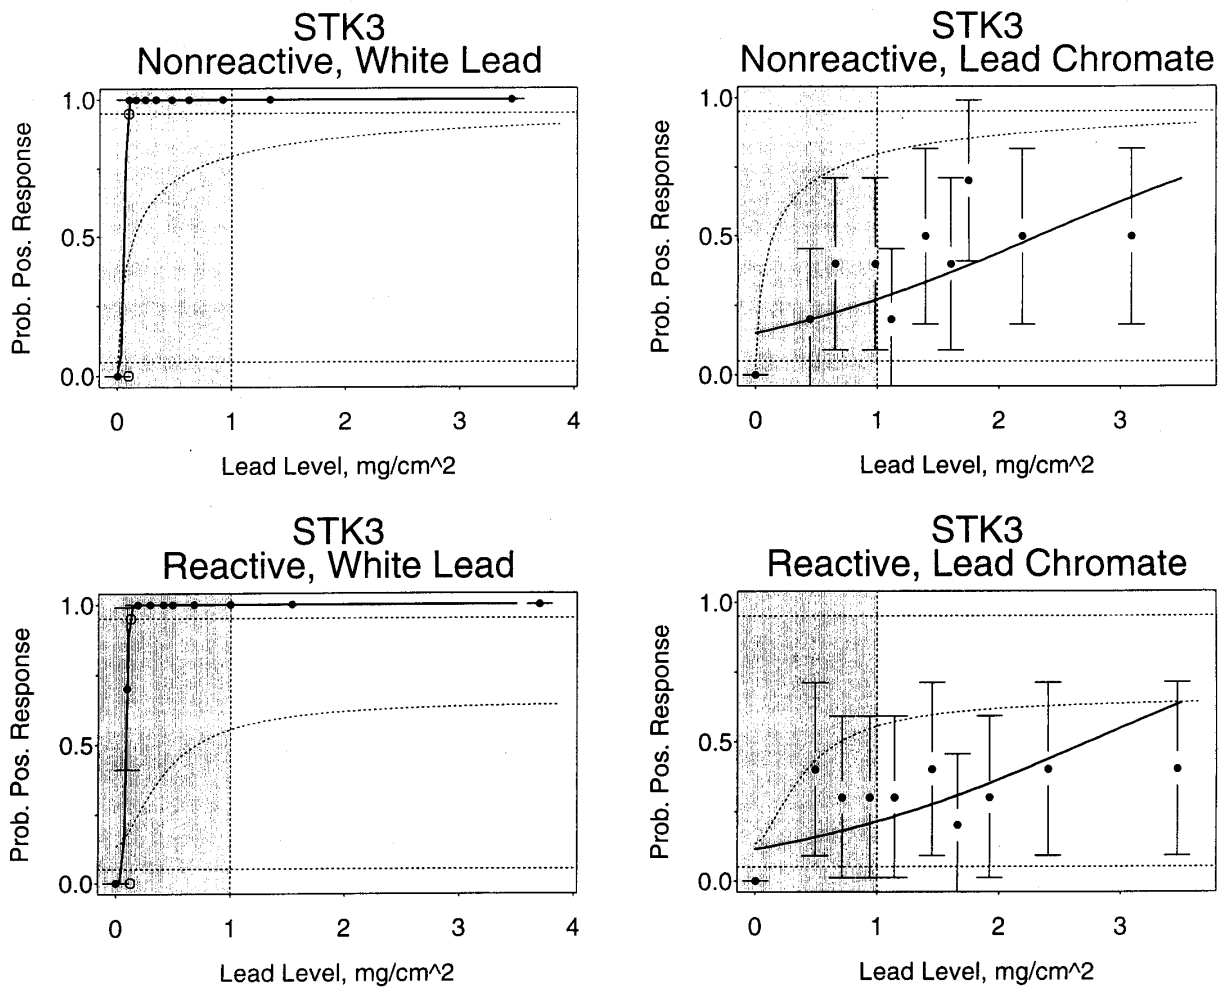 STK3
Nonreactive, White Lead
Prob. Pos. Response
1.0
0.5
0.0
0 1 2 3 4
Lead Level, mg/cm^2
STK3
Nonreactive, Lead Chromate
Prob. Pos. Response
1.0
0.5
0.0
0 1 2 3
Lead Level, mg/cm^2
STK3
Reactive, White Lead
Prob. Pos. Response
1.0
0.5
0.0
0 1 2 3 4
Lead Level, mg/cm^2
STK3
Reactive, Lead Chromate
Prob. Pos. Response
1.0
0.5
0.0
0 1 2 3
Lead Level, mg/cm^2